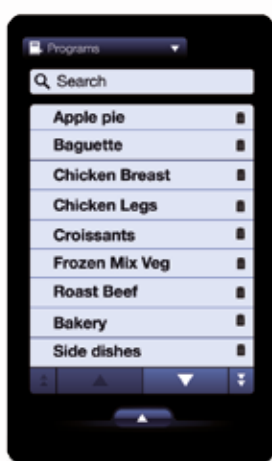 Programs
Search
Apple pie
Baguette
Chicken Breast
Chicken Legs
Croissants
Frozen Mix Veg
Roast Beef
Bakery
Side dishes